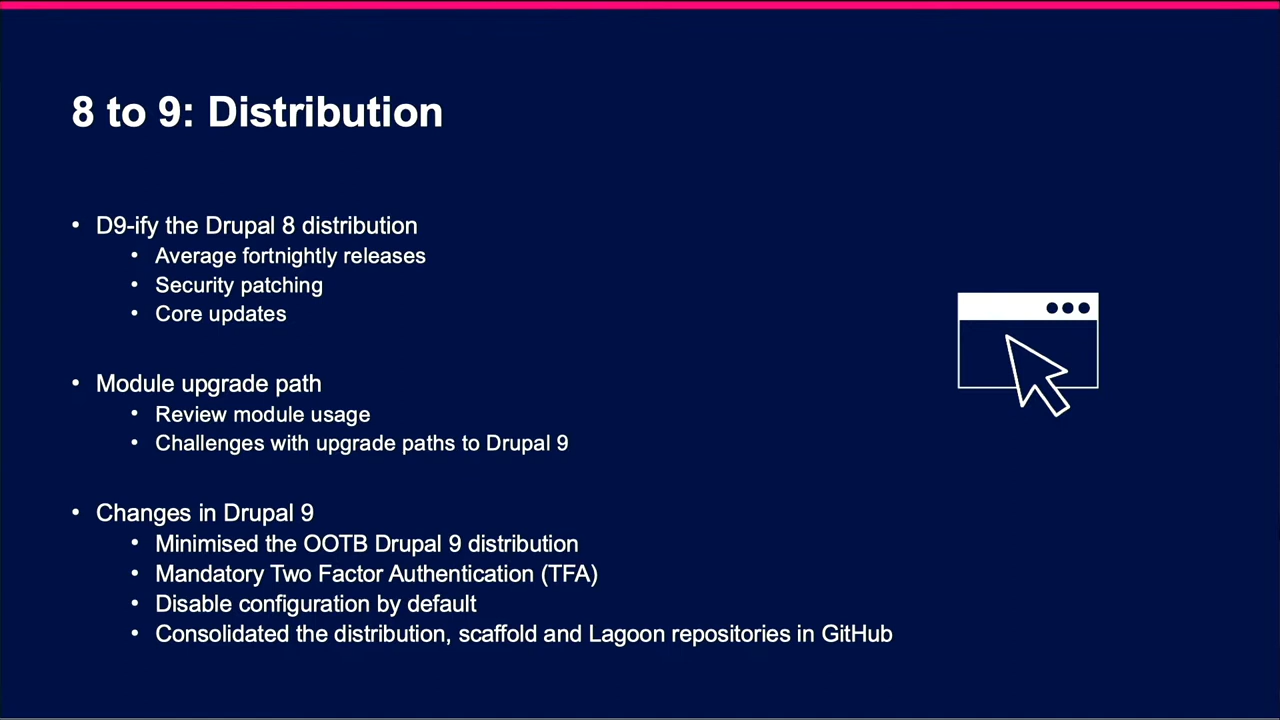 8 to 9: Distribution
• D9-ify the Drupal 8 distribution
• Average fortnightly releases
• Security patching
• Core updates
• Module upgrade path
• Review module usage
• Challenges with upgrade paths to Drupal 9
• Changes in Drupal 9
• Minimised the OOTB Drupal 9 distribution
• Mandatory Two Factor Authentication (TFA)
• Disable configuration by default
• Consolidated the distribution, scaffold and Lagoon repositories in GitHub